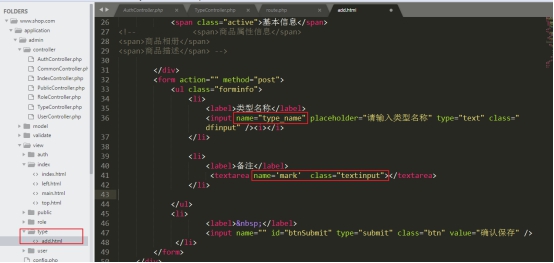 FOLDERS
www.shop.com
application
admin
controller
AuthController.php
CommonController.php
IndexController.php
PublicController.php
RoleController.php
TypeController.php
UserController.php
model
validate
view
auth
index
index.html
left.html
main.html
top.html
public
role
type
add.html
user
config.php
AuthController.php
TypeController.php
route.php
add.html
26 <span class="active">基本信息</span>
27 <!-- <span>商品属性信息</span>
28 <span>商品相册</span>
29 <span>商品描述</span> -->
30
31 </div>
32 <form action="" method="post">
33 <ul class="forminfo">
34 <li>
35 <label>类型名称</label>
36 <input name="type_name" placeholder="请输入类型名称" type="text" class="
dfinput" /><i></i>
37 </li>
38
39 <li>
40 <label>备注</label>
41 <textarea name='mark' class="textinput"></textarea>
42 </li>
43
44 </ul>
45 <li>
46 <label>&nbsp;</label>
47 <input name="" id="btnSubmit" type="submit" class="btn" value="确认保存" />
48 </li>
49 </form>
50 </div>